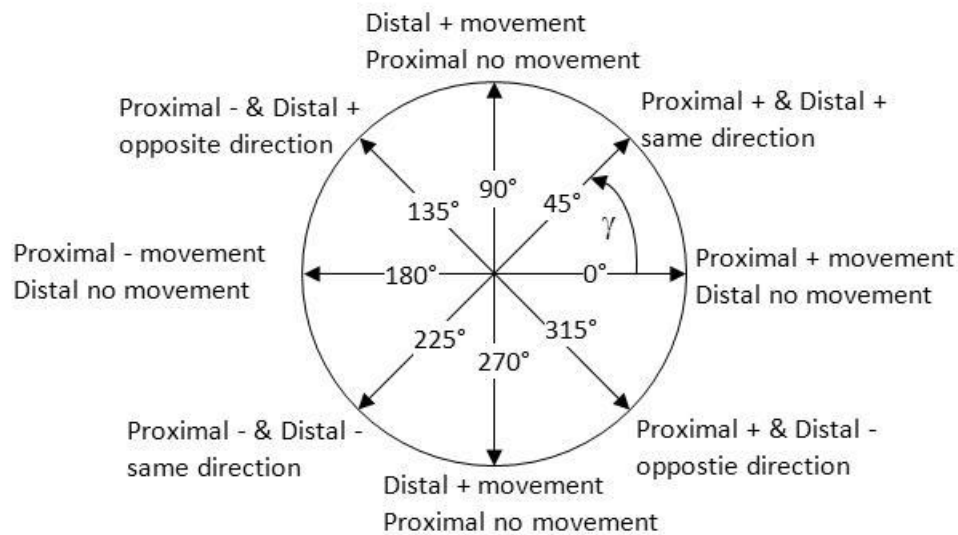 Distal + movement
Proximal no movement
Proximal - & Distal +
opposite direction
Proximal + & Distal +
same direction
90°
45°
135°
γ
Proximal - movement
Distal no movement
180°
0°
Proximal + movement
Distal no movement
225°
315°
270°
Proximal - & Distal -
same direction
Proximal + & Distal -
oppostie direction
Distal + movement
Proximal no movement